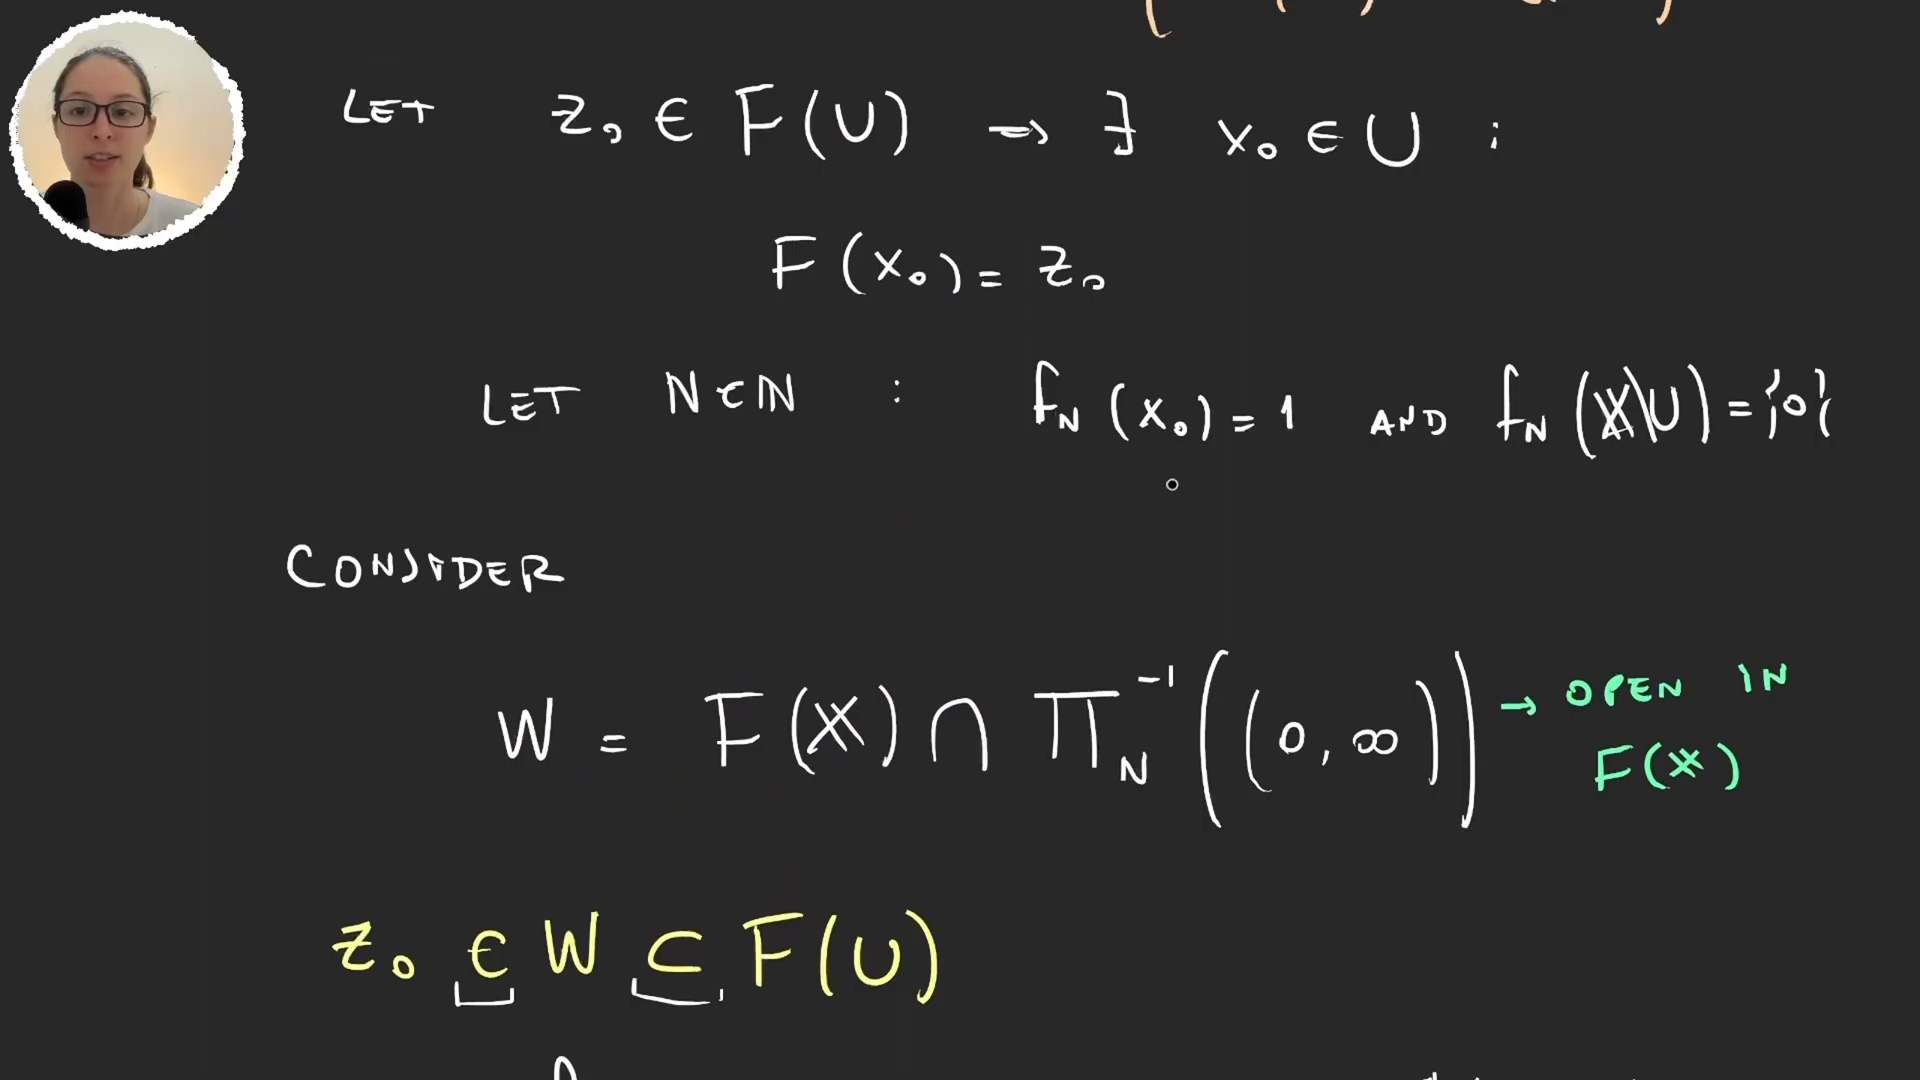 LET z₀ ∈ F(U) → ∃ x₀ ∈ U :
F(x₀) = z₀
LET N ∈ ℕ : f_N (x₀) = 1 AND f_N (𝕏\U) = {0}
CONSIDER
W = F(𝕏) ∩ Π_N⁻¹((0, ∞)) → OPEN IN
F(𝕏)
z₀ ∈ W ⊂ F(U)